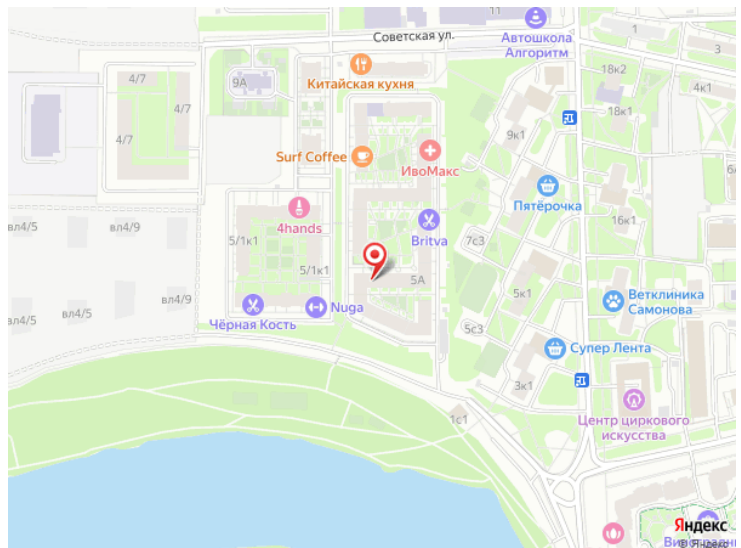 11
Советская ул.
Автошкола
Алгоритм
1
3
4/7
9А
Китайская кухня
18к2
4к1
4/7
18к1
4/7
9к1
Surf Coffee
ИвоМакс
Пятёрочка
4hands
16к1
вл4/5
вл4/9
5/1к1
Britva
7с3
5/1к1
5А
5к1
Ветклиника
Самонова
вл4/9
вл4/5
Чёрная Кость
Nuga
5с3
Супер Лента
3к1
1с1
Центр циркового
искусства
Яндекс
© Яндекс